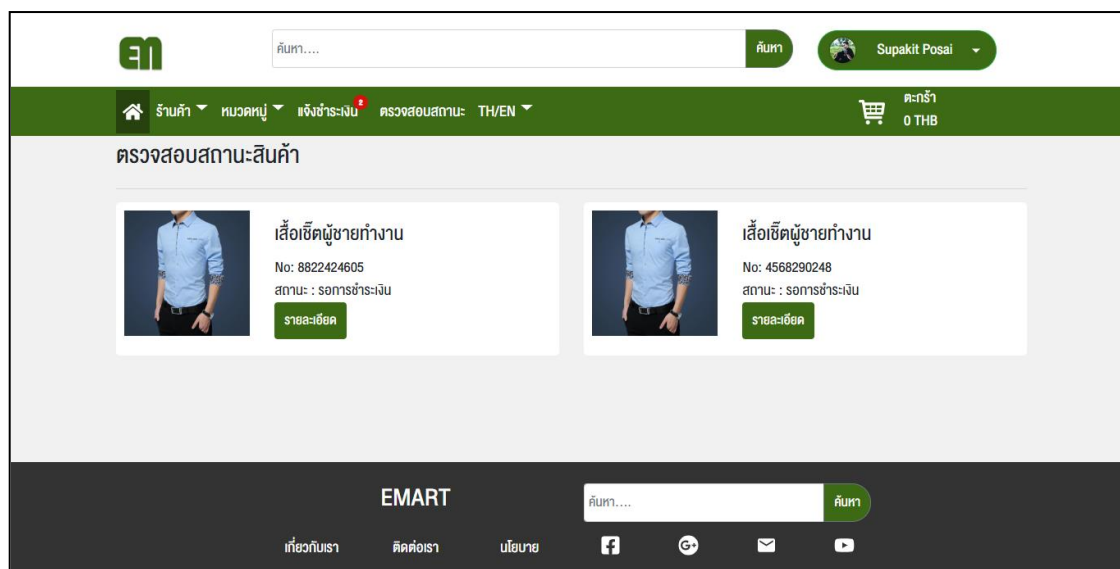 ค้นหา....
ค้นหา
Supakit Posai
ร้านค้า หมวดหมู่ แจ้งชำระเงิน 2 ตรวจสอบสถานะ TH/EN
ตะกร้า
0 THB
ตรวจสอบสถานะสินค้า
เสื้อเชิ๊ตผู้ชายทำงาน
No: 8822424605
สถานะ : รอการชำระเงิน
รายละเอียด
เสื้อเชิ๊ตผู้ชายทำงาน
No: 4568290248
สถานะ : รอการชำระเงิน
รายละเอียด
EMART
ค้นหา....
ค้นหา
เกี่ยวกับเรา ติดต่อเรา นโยบาย